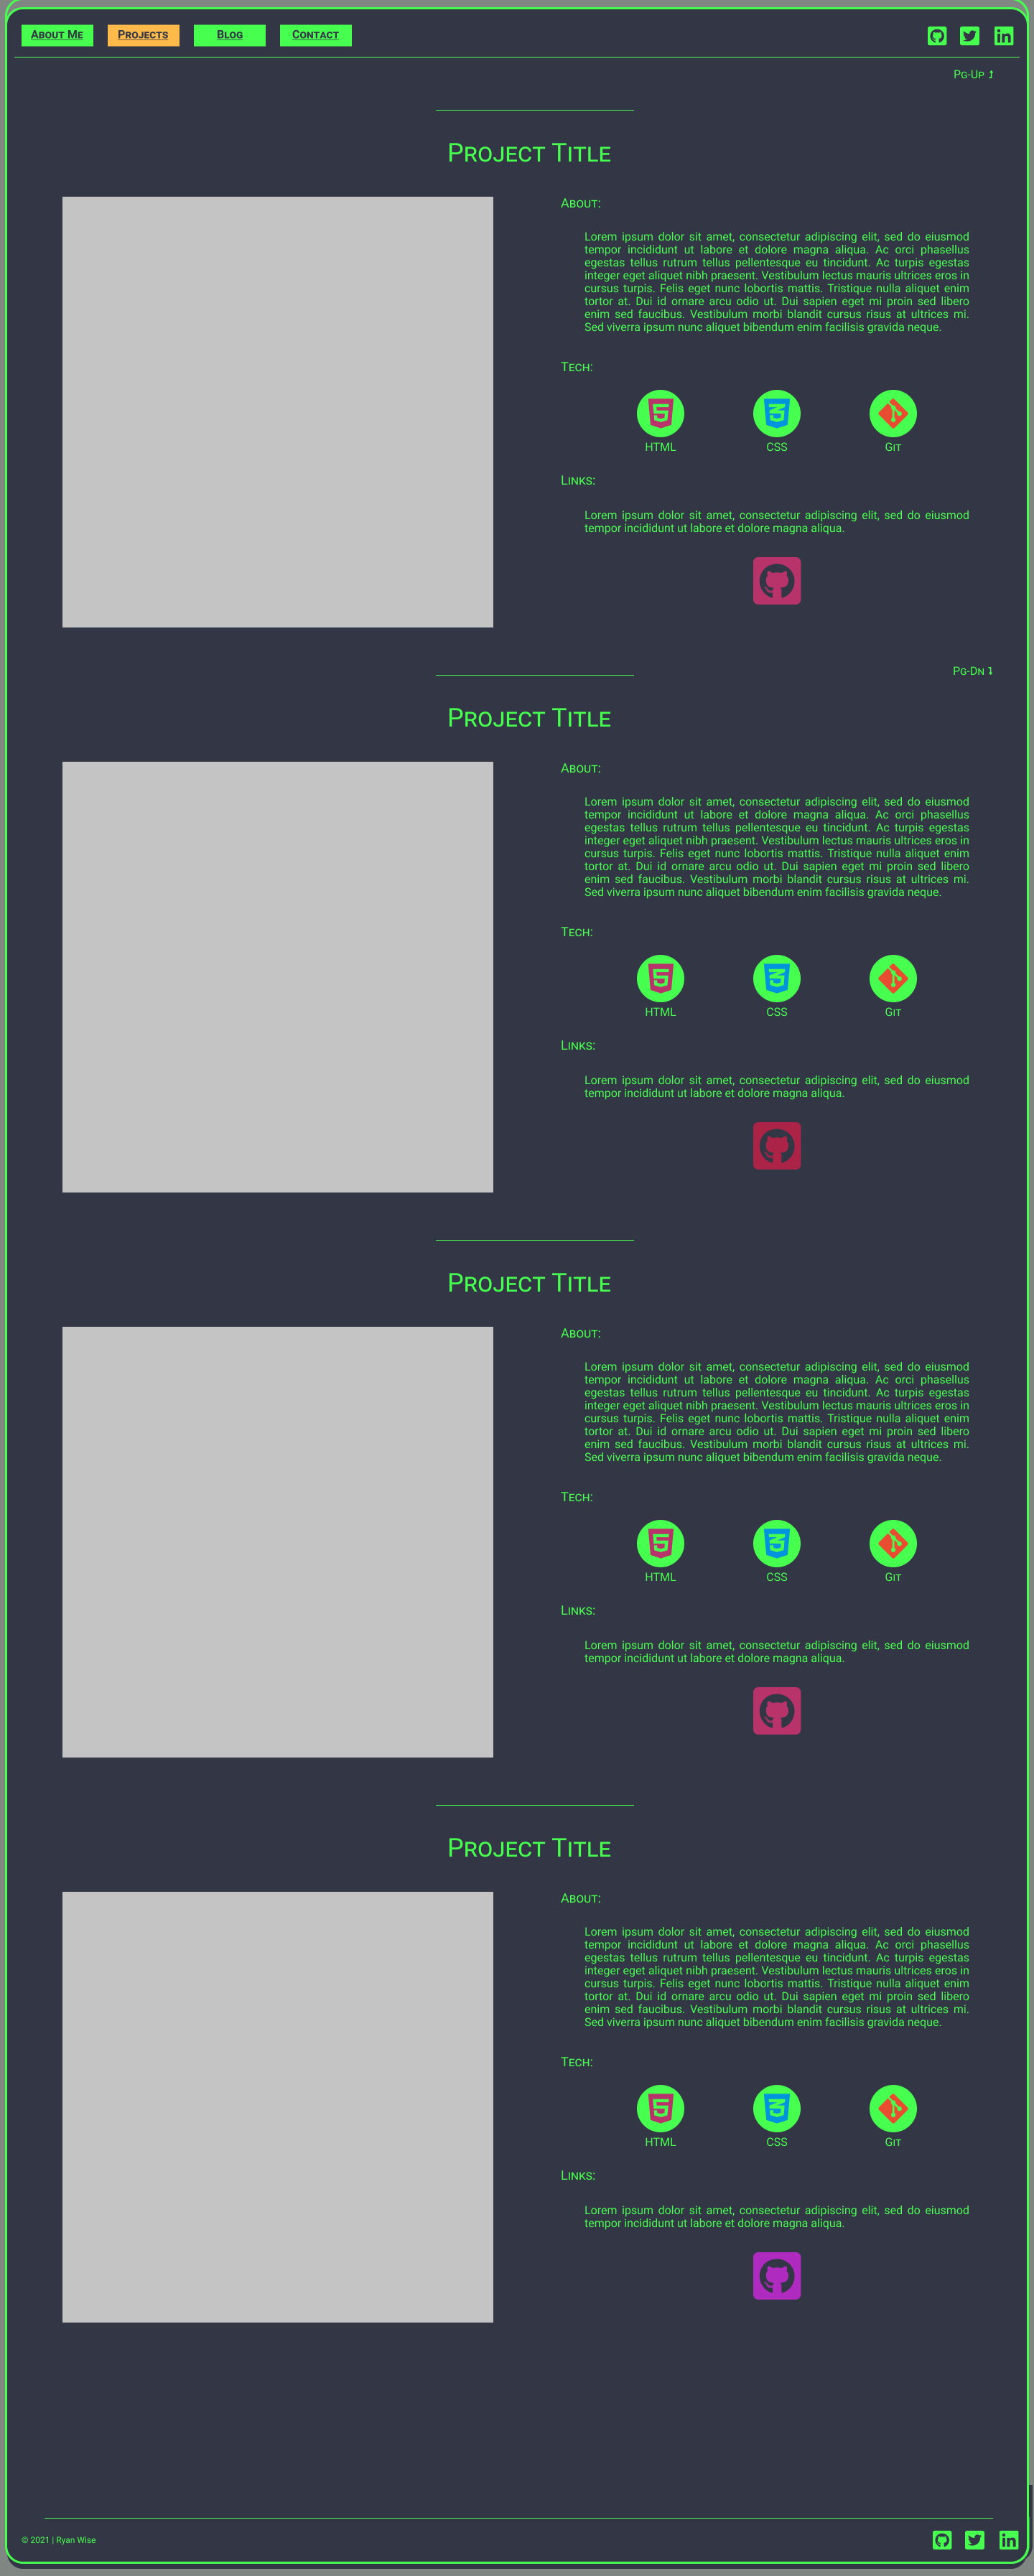 About Me Projects Blog Contact
Pg-Up ⤴
Project Title
About:
Lorem ipsum dolor sit amet, consectetur adipiscing elit, sed do eiusmod
tempor incididunt ut labore et dolore magna aliqua. Ac orci phasellus
egestas tellus rutrum tellus pellentesque eu tincidunt. Ac turpis egestas
integer eget aliquet nibh praesent. Vestibulum lectus mauris ultrices eros in
cursus turpis. Felis eget nunc lobortis mattis. Tristique nulla aliquet enim
tortor at. Dui id ornare arcu odio ut. Dui sapien eget mi proin sed libero
enim sed faucibus. Vestibulum morbi blandit cursus risus at ultrices mi.
Sed viverra ipsum nunc aliquet bibendum enim facilisis gravida neque.
Tech:
HTML CSS Git
Links:
Lorem ipsum dolor sit amet, consectetur adipiscing elit, sed do eiusmod
tempor incididunt ut labore et dolore magna aliqua.
Pg-Dn ⤵
Project Title
About:
Lorem ipsum dolor sit amet, consectetur adipiscing elit, sed do eiusmod
tempor incididunt ut labore et dolore magna aliqua. Ac orci phasellus
egestas tellus rutrum tellus pellentesque eu tincidunt. Ac turpis egestas
integer eget aliquet nibh praesent. Vestibulum lectus mauris ultrices eros in
cursus turpis. Felis eget nunc lobortis mattis. Tristique nulla aliquet enim
tortor at. Dui id ornare arcu odio ut. Dui sapien eget mi proin sed libero
enim sed faucibus. Vestibulum morbi blandit cursus risus at ultrices mi.
Sed viverra ipsum nunc aliquet bibendum enim facilisis gravida neque.
Tech:
HTML CSS Git
Links:
Lorem ipsum dolor sit amet, consectetur adipiscing elit, sed do eiusmod
tempor incididunt ut labore et dolore magna aliqua.
Project Title
About:
Lorem ipsum dolor sit amet, consectetur adipiscing elit, sed do eiusmod
tempor incididunt ut labore et dolore magna aliqua. Ac orci phasellus
egestas tellus rutrum tellus pellentesque eu tincidunt. Ac turpis egestas
integer eget aliquet nibh praesent. Vestibulum lectus mauris ultrices eros in
cursus turpis. Felis eget nunc lobortis mattis. Tristique nulla aliquet enim
tortor at. Dui id ornare arcu odio ut. Dui sapien eget mi proin sed libero
enim sed faucibus. Vestibulum morbi blandit cursus risus at ultrices mi.
Sed viverra ipsum nunc aliquet bibendum enim facilisis gravida neque.
Tech:
HTML CSS Git
Links:
Lorem ipsum dolor sit amet, consectetur adipiscing elit, sed do eiusmod
tempor incididunt ut labore et dolore magna aliqua.
Project Title
About:
Lorem ipsum dolor sit amet, consectetur adipiscing elit, sed do eiusmod
tempor incididunt ut labore et dolore magna aliqua. Ac orci phasellus
egestas tellus rutrum tellus pellentesque eu tincidunt. Ac turpis egestas
integer eget aliquet nibh praesent. Vestibulum lectus mauris ultrices eros in
cursus turpis. Felis eget nunc lobortis mattis. Tristique nulla aliquet enim
tortor at. Dui id ornare arcu odio ut. Dui sapien eget mi proin sed libero
enim sed faucibus. Vestibulum morbi blandit cursus risus at ultrices mi.
Sed viverra ipsum nunc aliquet bibendum enim facilisis gravida neque.
Tech:
HTML CSS Git
Links:
Lorem ipsum dolor sit amet, consectetur adipiscing elit, sed do eiusmod
tempor incididunt ut labore et dolore magna aliqua.
© 2021 | Ryan Wise